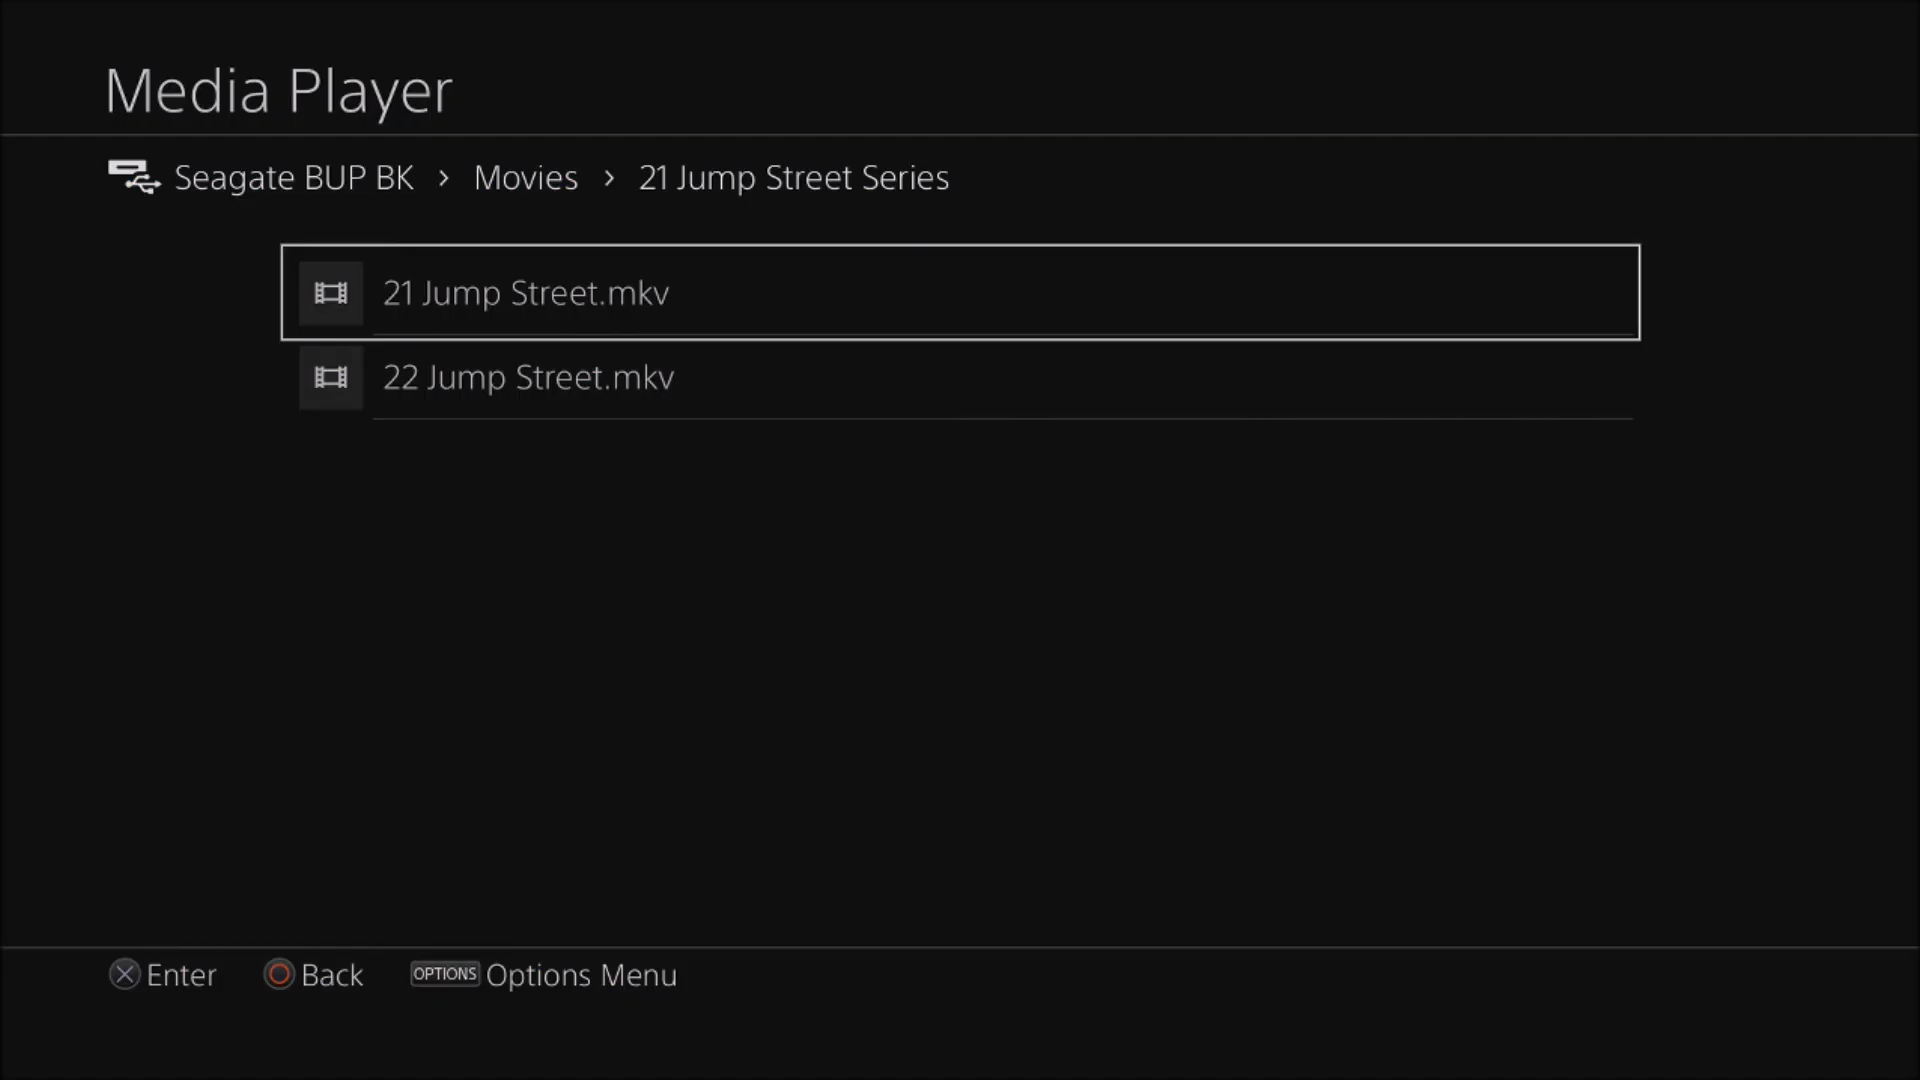 Media Player
Seagate BUP BK > Movies > 21 Jump Street Series
21 Jump Street.mkv
22 Jump Street.mkv
Enter Back OPTIONS Options Menu